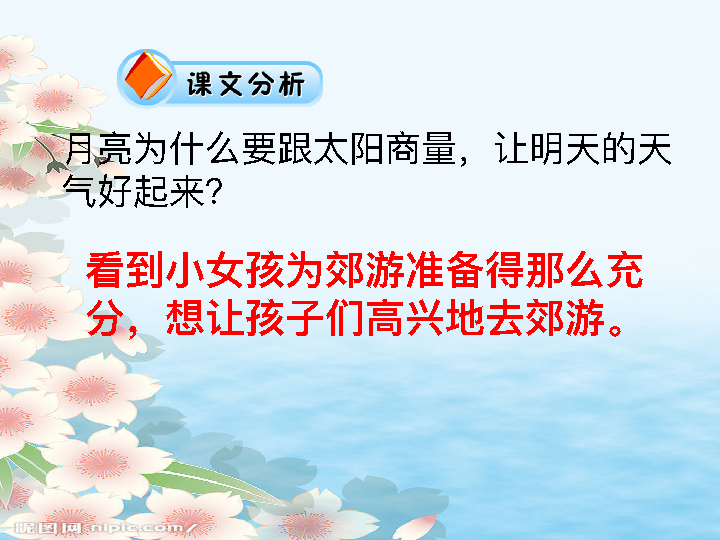 课文分析
月亮为什么要跟太阳商量，让明天的天
气好起来？
看到小女孩为郊游准备得那么充
分，想让孩子们高兴地去郊游。
昵图网 nipic.com/